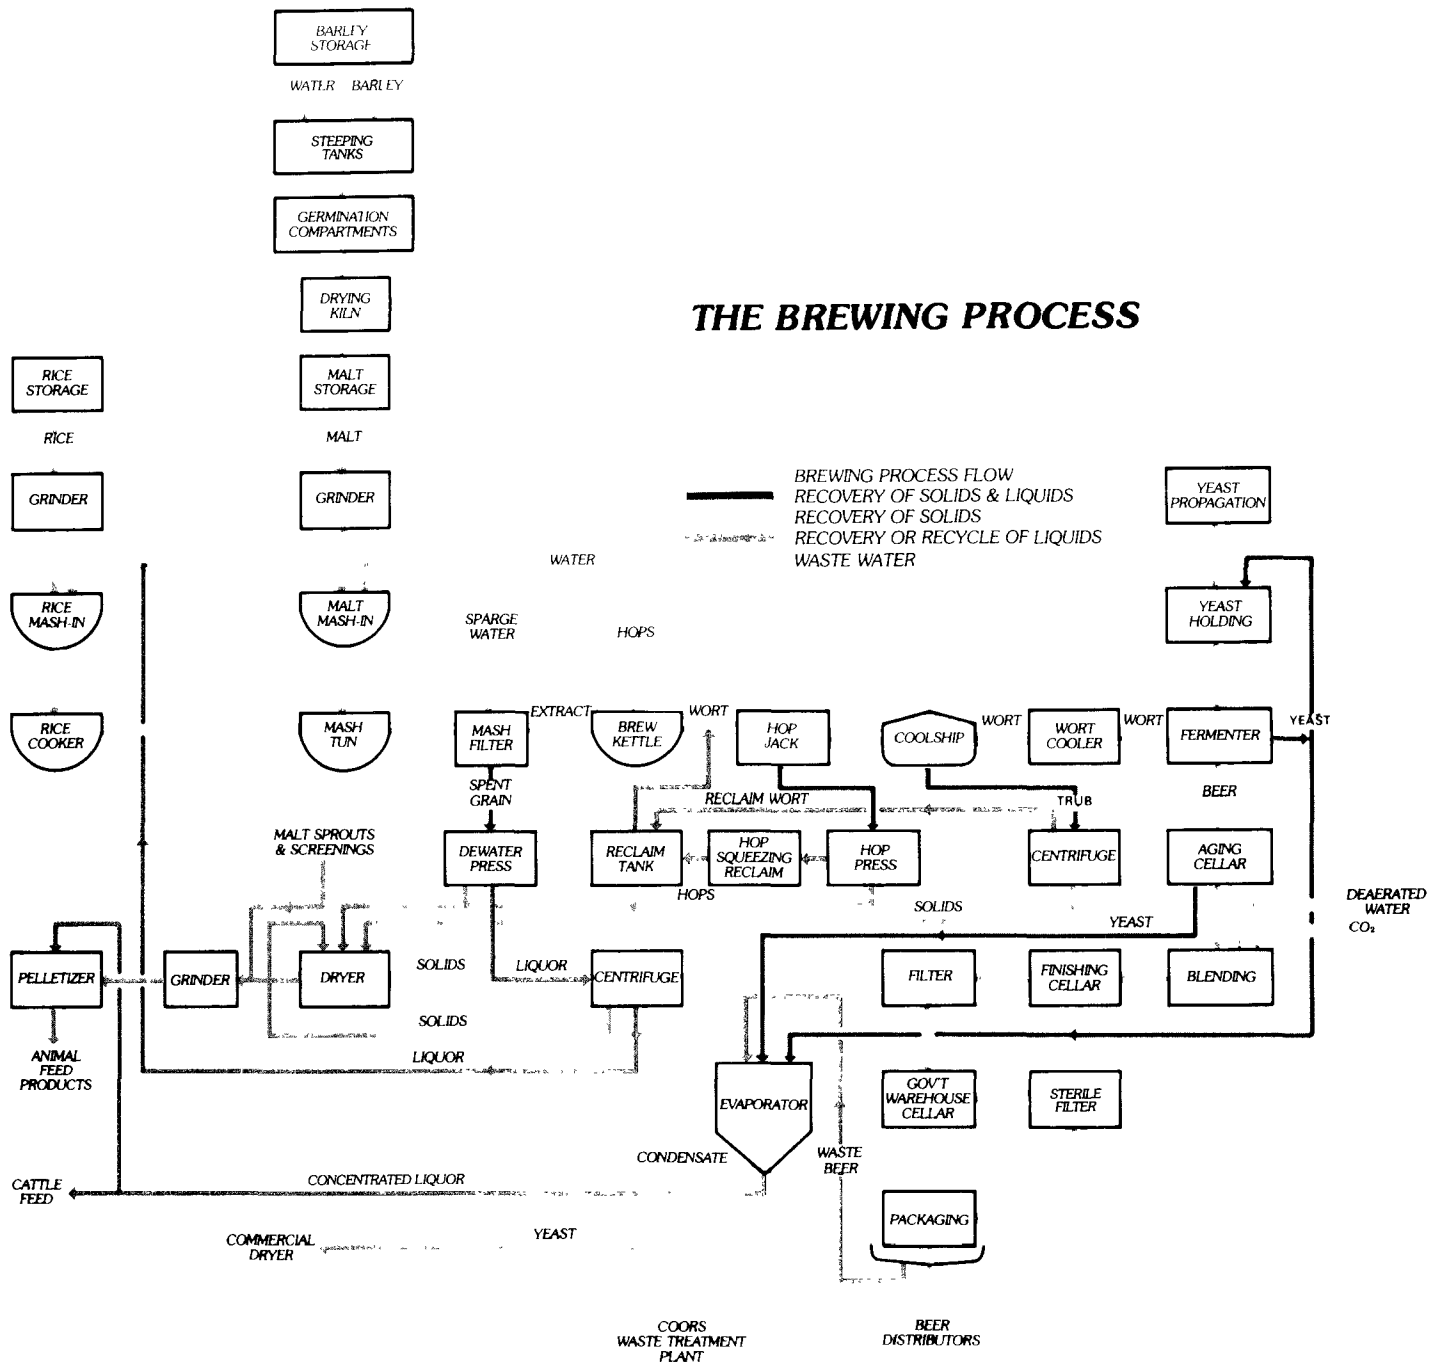 BARLEY
STORAGE
WATER BARLEY
STEEPING
TANKS
GERMINATION
COMPARTMENTS
DRYING
KILN
THE BREWING PROCESS
RICE
STORAGE
MALT
STORAGE
RICE
MALT
GRINDER
GRINDER
BREWING PROCESS FLOW
RECOVERY OF SOLIDS & LIQUIDS
RECOVERY OF SOLIDS
RECOVERY OR RECYCLE OF LIQUIDS
WASTE WATER
YEAST
PROPAGATION
WATER
RICE
MASH-IN
MALT
MASH-IN
SPARGE
WATER
HOPS
YEAST
HOLDING
RICE
COOKER
MASH
TUN
MASH
FILTER
EXTRACT
BREW
KETTLE
WORT
HOP
JACK
COOLSHIP
WORT
WORT
COOLER
WORT
FERMENTER
YEAST
SPENT
GRAIN
RECLAIM WORT
TRUB
BEER
MALT SPROUTS
& SCREENINGS
DEWATER
PRESS
RECLAIM
TANK
HOP
SQUEEZING
RECLAIM
HOP
PRESS
CENTRIFUGE
AGING
CELLAR
HOPS
SOLIDS
YEAST
DEAERATED
WATER
CO₂
PELLETIZER
GRINDER
DRYER
SOLIDS
LIQUOR
CENTRIFUGE
FILTER
FINISHING
CELLAR
BLENDING
SOLIDS
ANIMAL
FEED
PRODUCTS
LIQUOR
EVAPORATOR
GOV'T
WAREHOUSE
CELLAR
STERILE
FILTER
CONDENSATE
WASTE
BEER
CATTLE
FEED
CONCENTRATED LIQUOR
PACKAGING
COMMERCIAL
DRYER
YEAST
COORS
WASTE TREATMENT
PLANT
BEER
DISTRIBUTORS